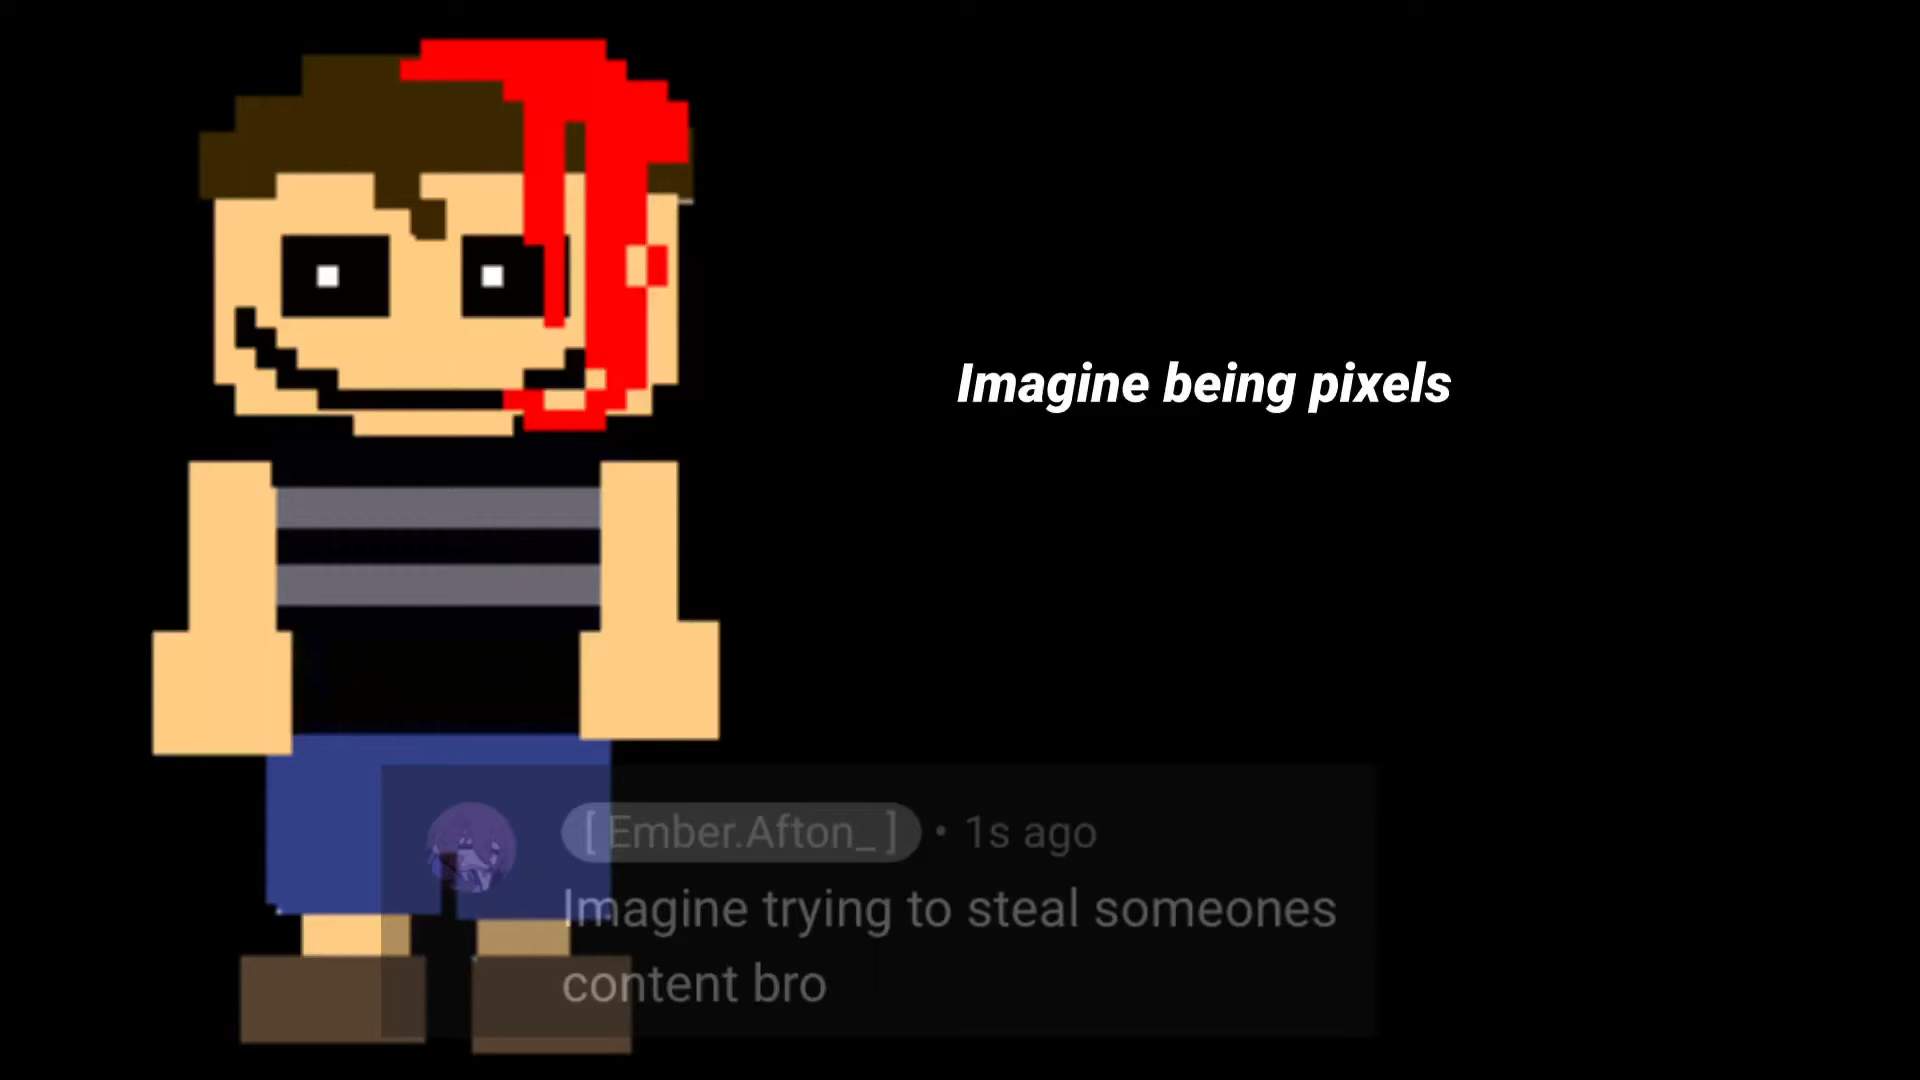 Imagine being pixels
[ Ember.Afton_ ] • 1s ago
Imagine trying to steal someones
content bro